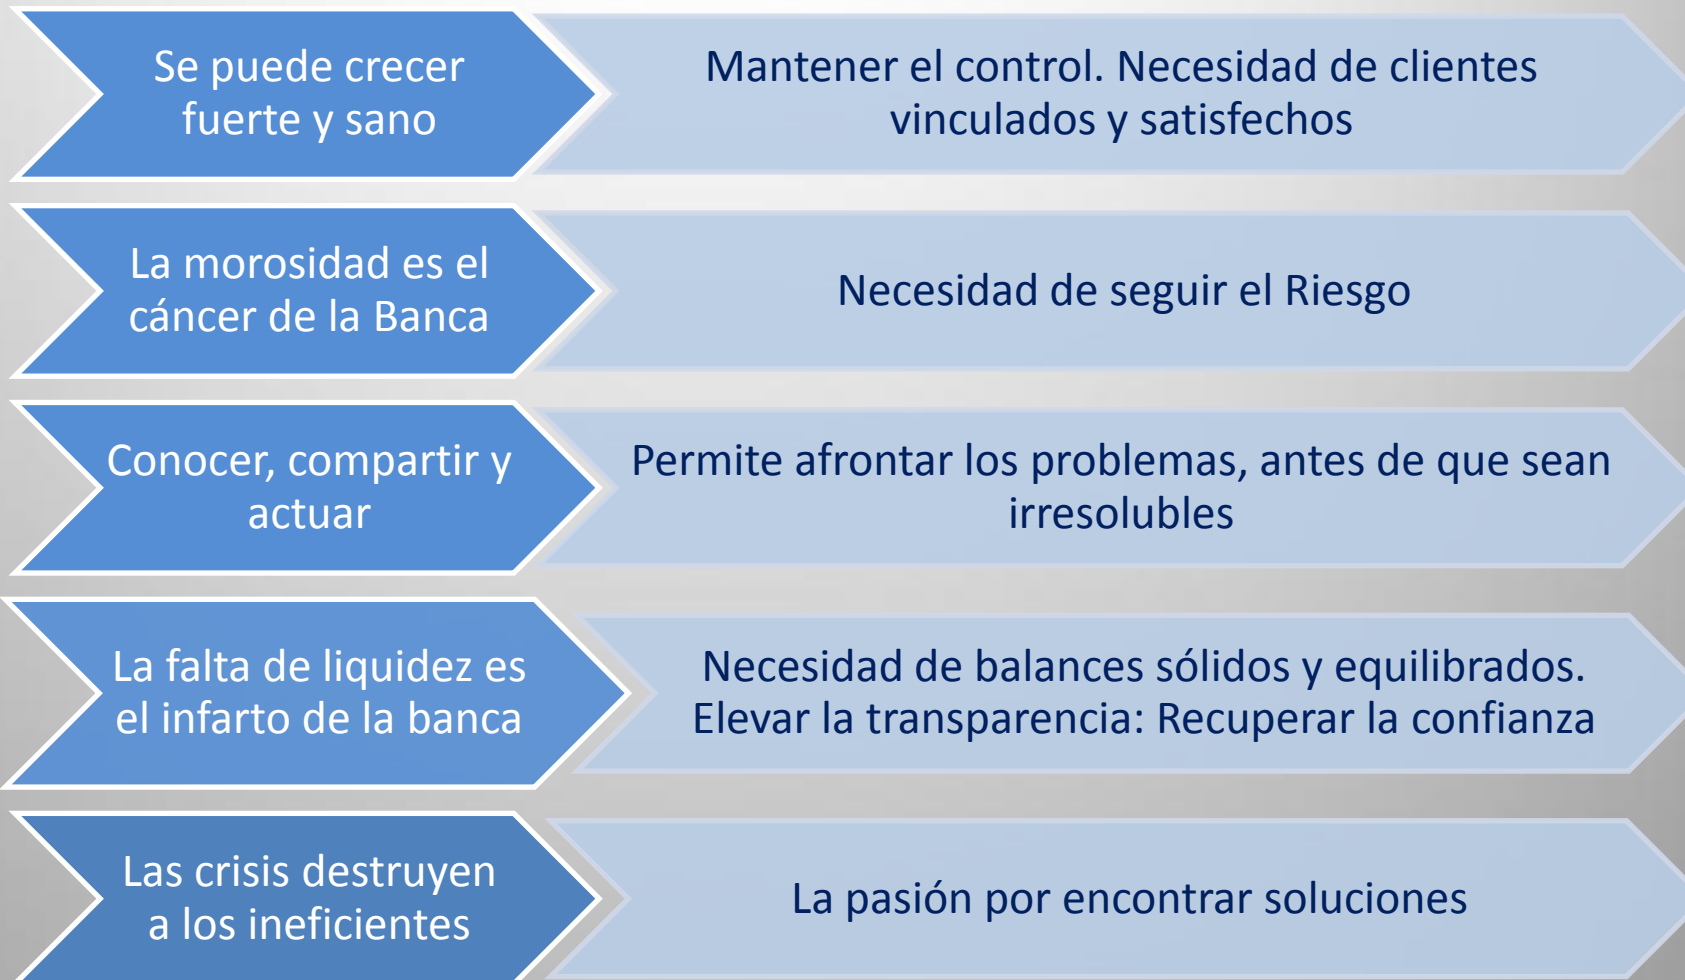 Se puede crecer
fuerte y sano
Mantener el control. Necesidad de clientes
vinculados y satisfechos
La morosidad es el
cáncer de la Banca
Necesidad de seguir el Riesgo
Conocer, compartir y
actuar
Permite afrontar los problemas, antes de que sean
irresolubles
La falta de liquidez es
el infarto de la banca
Necesidad de balances sólidos y equilibrados.
Elevar la transparencia: Recuperar la confianza
Las crisis destruyen
a los ineficientes
La pasión por encontrar soluciones